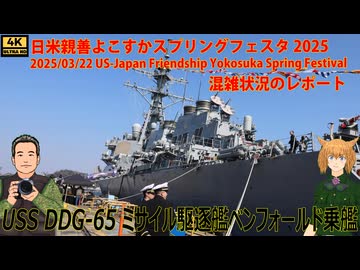 4K
ULTRA HD
日米親善よこすかスプリングフェスタ 2025
2025/03/22 US-Japan Friendship Yokosuka Spring Festival
混雑状況のレポート
USS DDG-65 ミサイル駆逐艦ベンフォールド乗艦